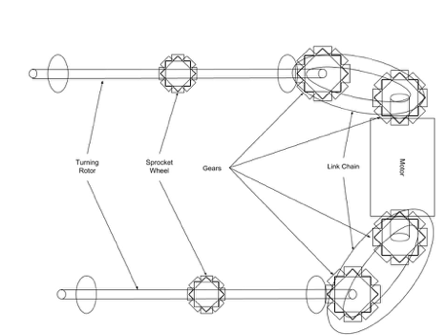 Turning
Rotor
Sprocket
Wheel
Gears
Link Chain
Motor